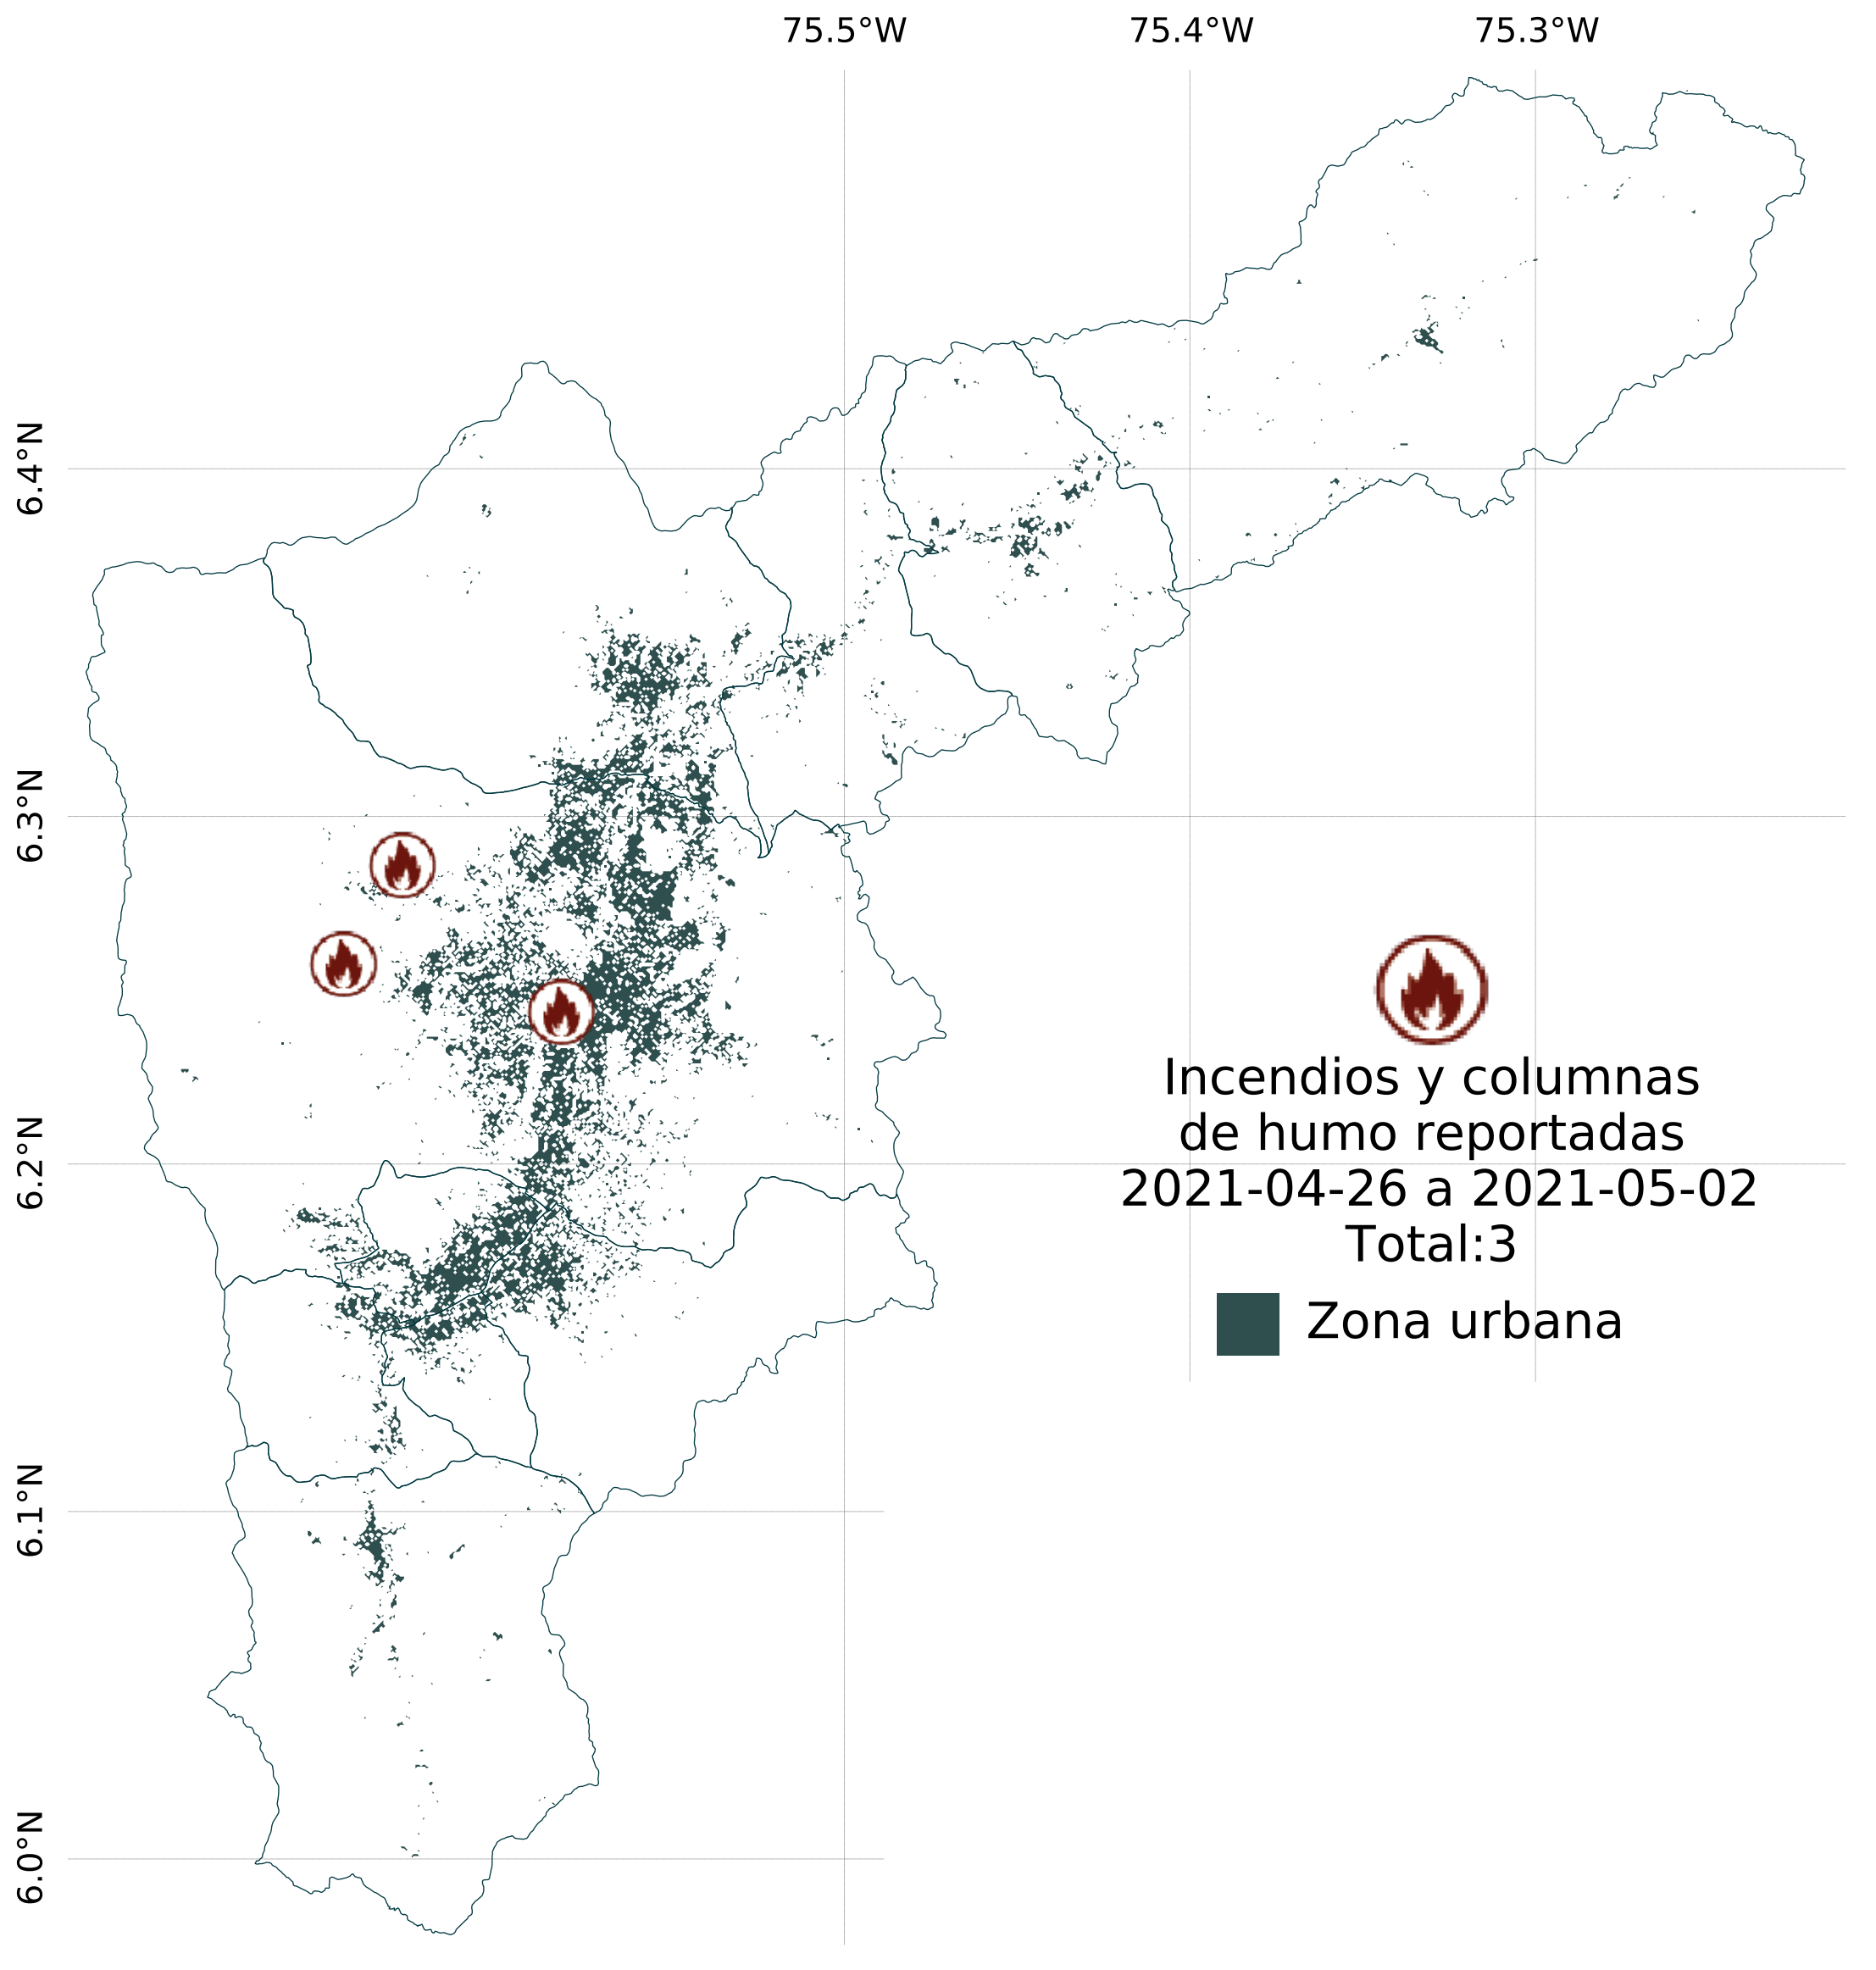 75.5°W 75.4°W 75.3°W
6.4°N
6.3°N
6.2°N
6.1°N
6.0°N
Incendios y columnas
de humo reportadas
2021-04-26 a 2021-05-02
Total:3
Zona urbana